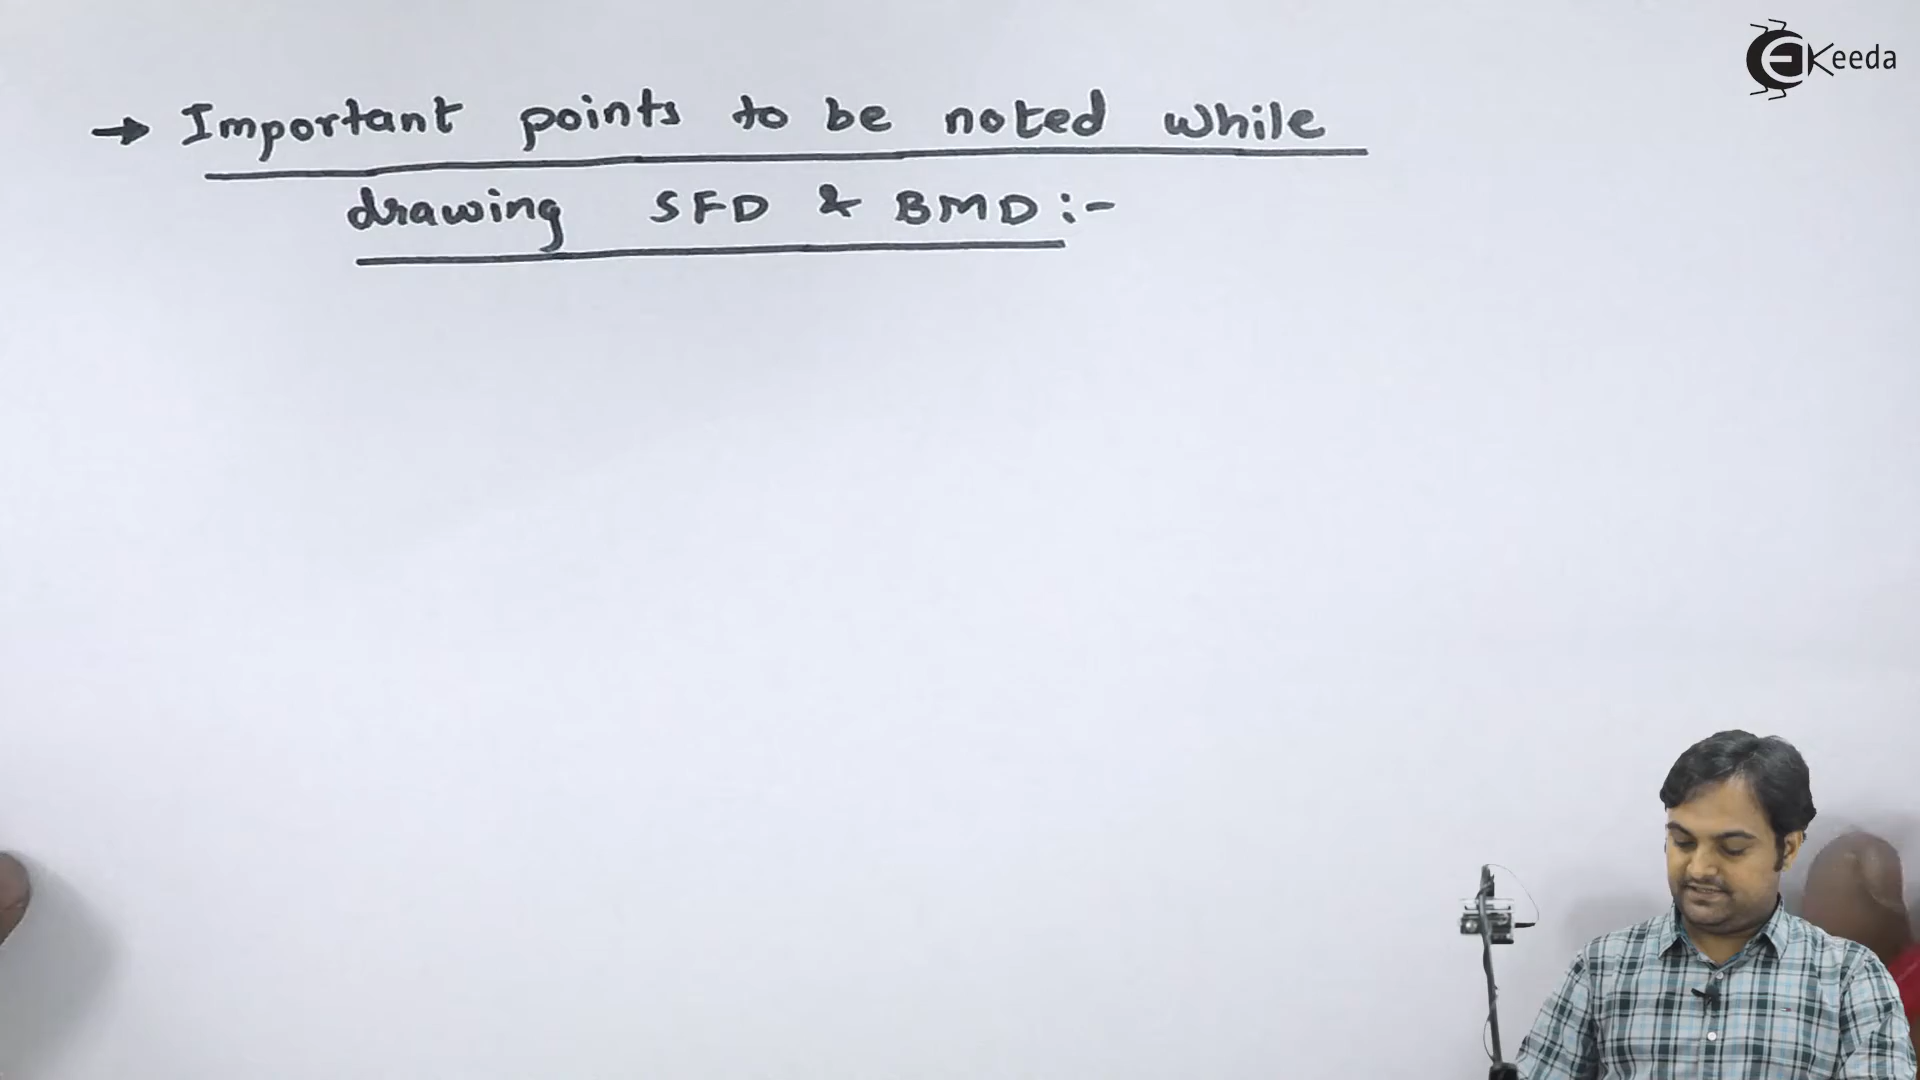 Keeda
→ Important points to be noted while
drawing SFD & BMD:-